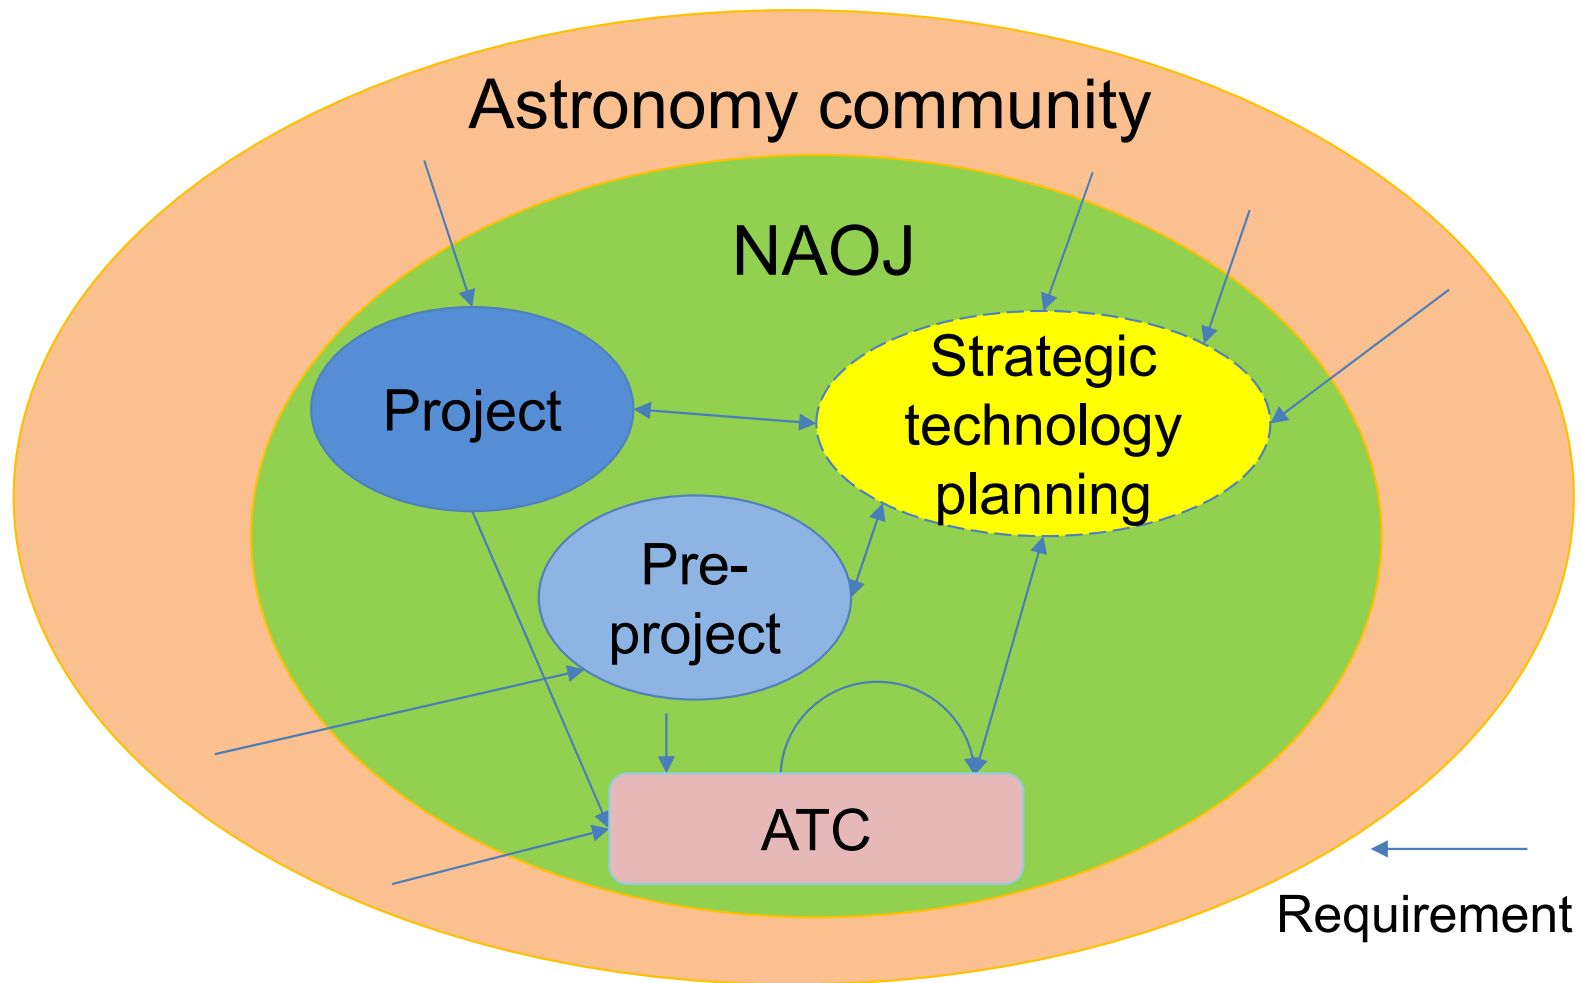 Astronomy community
NAOJ
Project
Strategic
technology
planning
Pre-
project
ATC
Requirement